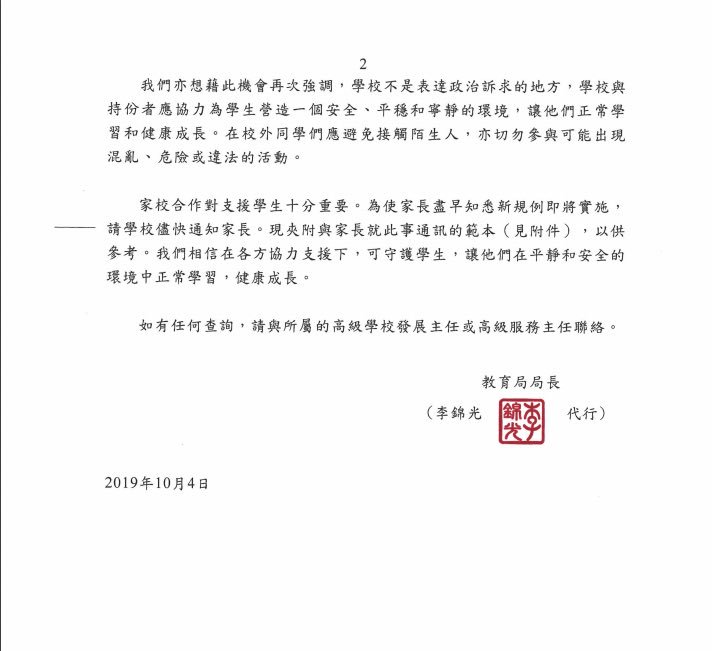 2
我們亦想藉此機會再次強調，學校不是表達政治訴求的地方，學校與
持份者應協力為學生營造一個安全、平穩和寧靜的環境，讓他們正常學
習和健康成長。在校外同學們應避免接觸陌生人，亦切勿參與可能出現
混亂、危險或違法的活動。
家校合作對支援學生十分重要。為使家長盡早知悉新規例即將實施，
請學校儘快通知家長。現夾附與家長就此事通訊的範本（見附件），以供
參考。我們相信在各方協力支援下，可守護學生，讓他們在平靜和安全的
環境中正常學習，健康成長。
如有任何查詢，請與所屬的高級學校發展主任或高級服務主任聯絡。
教育局局長
（李錦光 李錦光 代行）
2019年10月4日